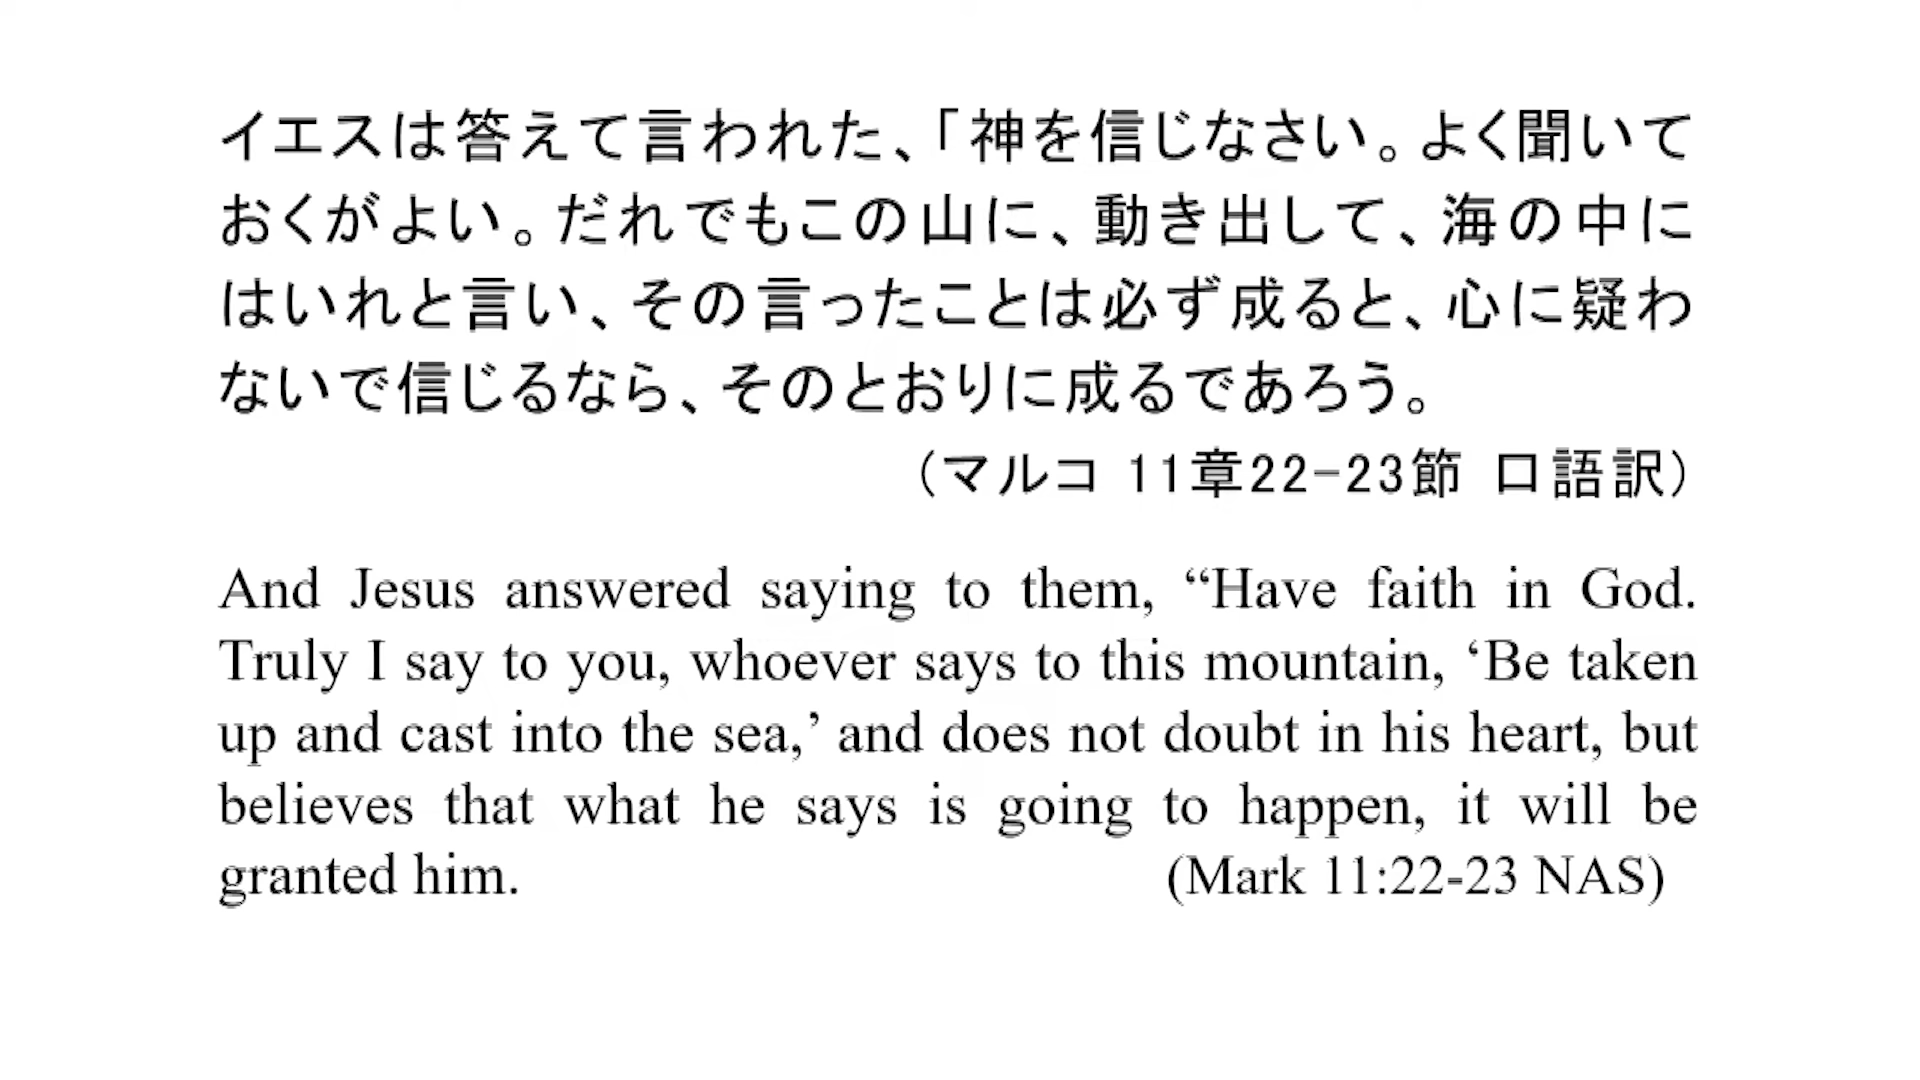 イエスは答えて言われた、「神を信じなさい。よく聞いて
おくがよい。だれでもこの山に、動き出して、海の中に
はいれと言い、その言ったことは必ず成ると、心に疑わ
ないで信じるなら、そのとおりに成るであろう。
(マルコ 11章22-23節 口語訳)
And Jesus answered saying to them, “Have faith in God.
Truly I say to you, whoever says to this mountain, ‘Be taken
up and cast into the sea,’ and does not doubt in his heart, but
believes that what he says is going to happen, it will be
granted him. (Mark 11:22-23 NAS)